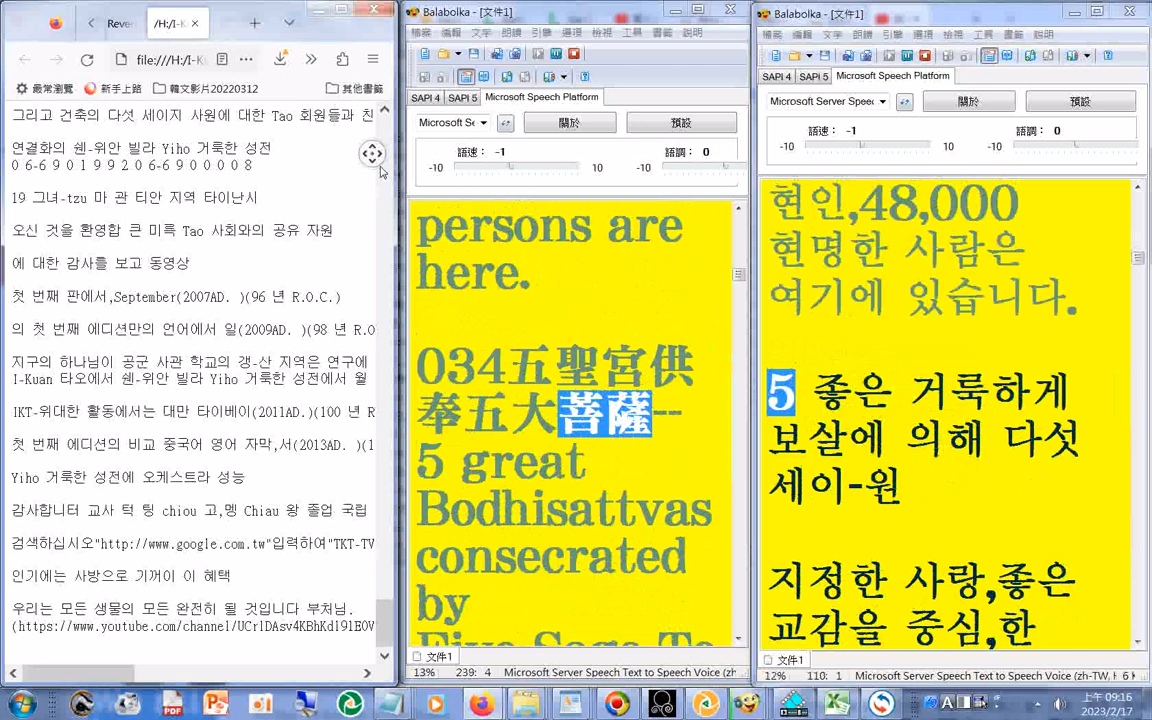 Reve
/H:/I-K
file:///H:/I-K
最常瀏覽
新手上路
韓文影片20220312
其他書籤
그리고 건축의 다섯 세이지 사원에 대한 Tao 회원들과 친
연결화의 쉔-위안 빌라 Yiho 거룩한 성전
0 6-6 9 0 1 9 9 2 0 6-6 9 0 0 0 0 8
19 그녀-tzu 마 관 티안 지역 타이난시
오신 것을 환영합 큰 미륵 Tao 사회와의 공유 자원
에 대한 감사를 보고 동영상
첫 번째 판에서,September(2007AD. )(96 년 R.O.C.)
의 첫 번째 에디션만의 언어에서 일(2009AD. )(98 년 R.O
지구의 하나님이 공군 사관 학교의 갱-산 지역은 연구에
I-Kuan 타오에서 쉔-위안 빌라 Yiho 거룩한 성전에서 월
IKT-위대한 활동에서는 대만 타이베이(2011AD.)(100 년 R
첫 번째 에디션의 비교 중국어 영어 자막,서(2013AD. )(1
Yiho 거룩한 성전에 오케스트라 성능
감사합니터 교사 턱 팅 chiou 고,멩 Chiau 왕 졸업 국립
검색하십시오"http://www.google.com.tw"입력하여"TKT-TV
인기에는 사방으로 기꺼이 이 혜택
우리는 모든 생물의 모든 완전히 될 것입니다 부처님.
(https://www.youtube.com/channel/UCrlDAsv4KBhKdl9lE0V
Balabolka - [文件1]
檔案 編輯 文字 朗讀 引擎 選項 檢視 工具 書籤 說明
SAPI 4 SAPI 5 Microsoft Speech Platform
Microsoft Se
關於
預設
語速： -1
語調： 0
-10
10
-10
persons are
here.
034五聖宮供
奉五大菩薩--
5 great
Bodhisattvas
consecrated
by
Five Sage Te
文件1
13%
239: 4
Microsoft Server Speech Text to Speech Voice (zh-
Balabolka - [文件1]
檔案 編輯 文字 朗讀 引擎 選項 檢視 工具 書籤 說明
SAPI 4 SAPI 5 Microsoft Speech Platform
Microsoft Server Speec
關於
預設
語速： -1
語調： 0
-10
10
-10
현인,48,000
현명한 사람은
여기에 있습니다.
5 좋은 거룩하게
보살에 의해 다섯
세이-원
지정한 사랑,좋은
교감을 중심,한
文件1
12%
110: 1
Microsoft Server Speech Text to Speech Voice (zh-TW, H
上午 09:16
2023/2/17